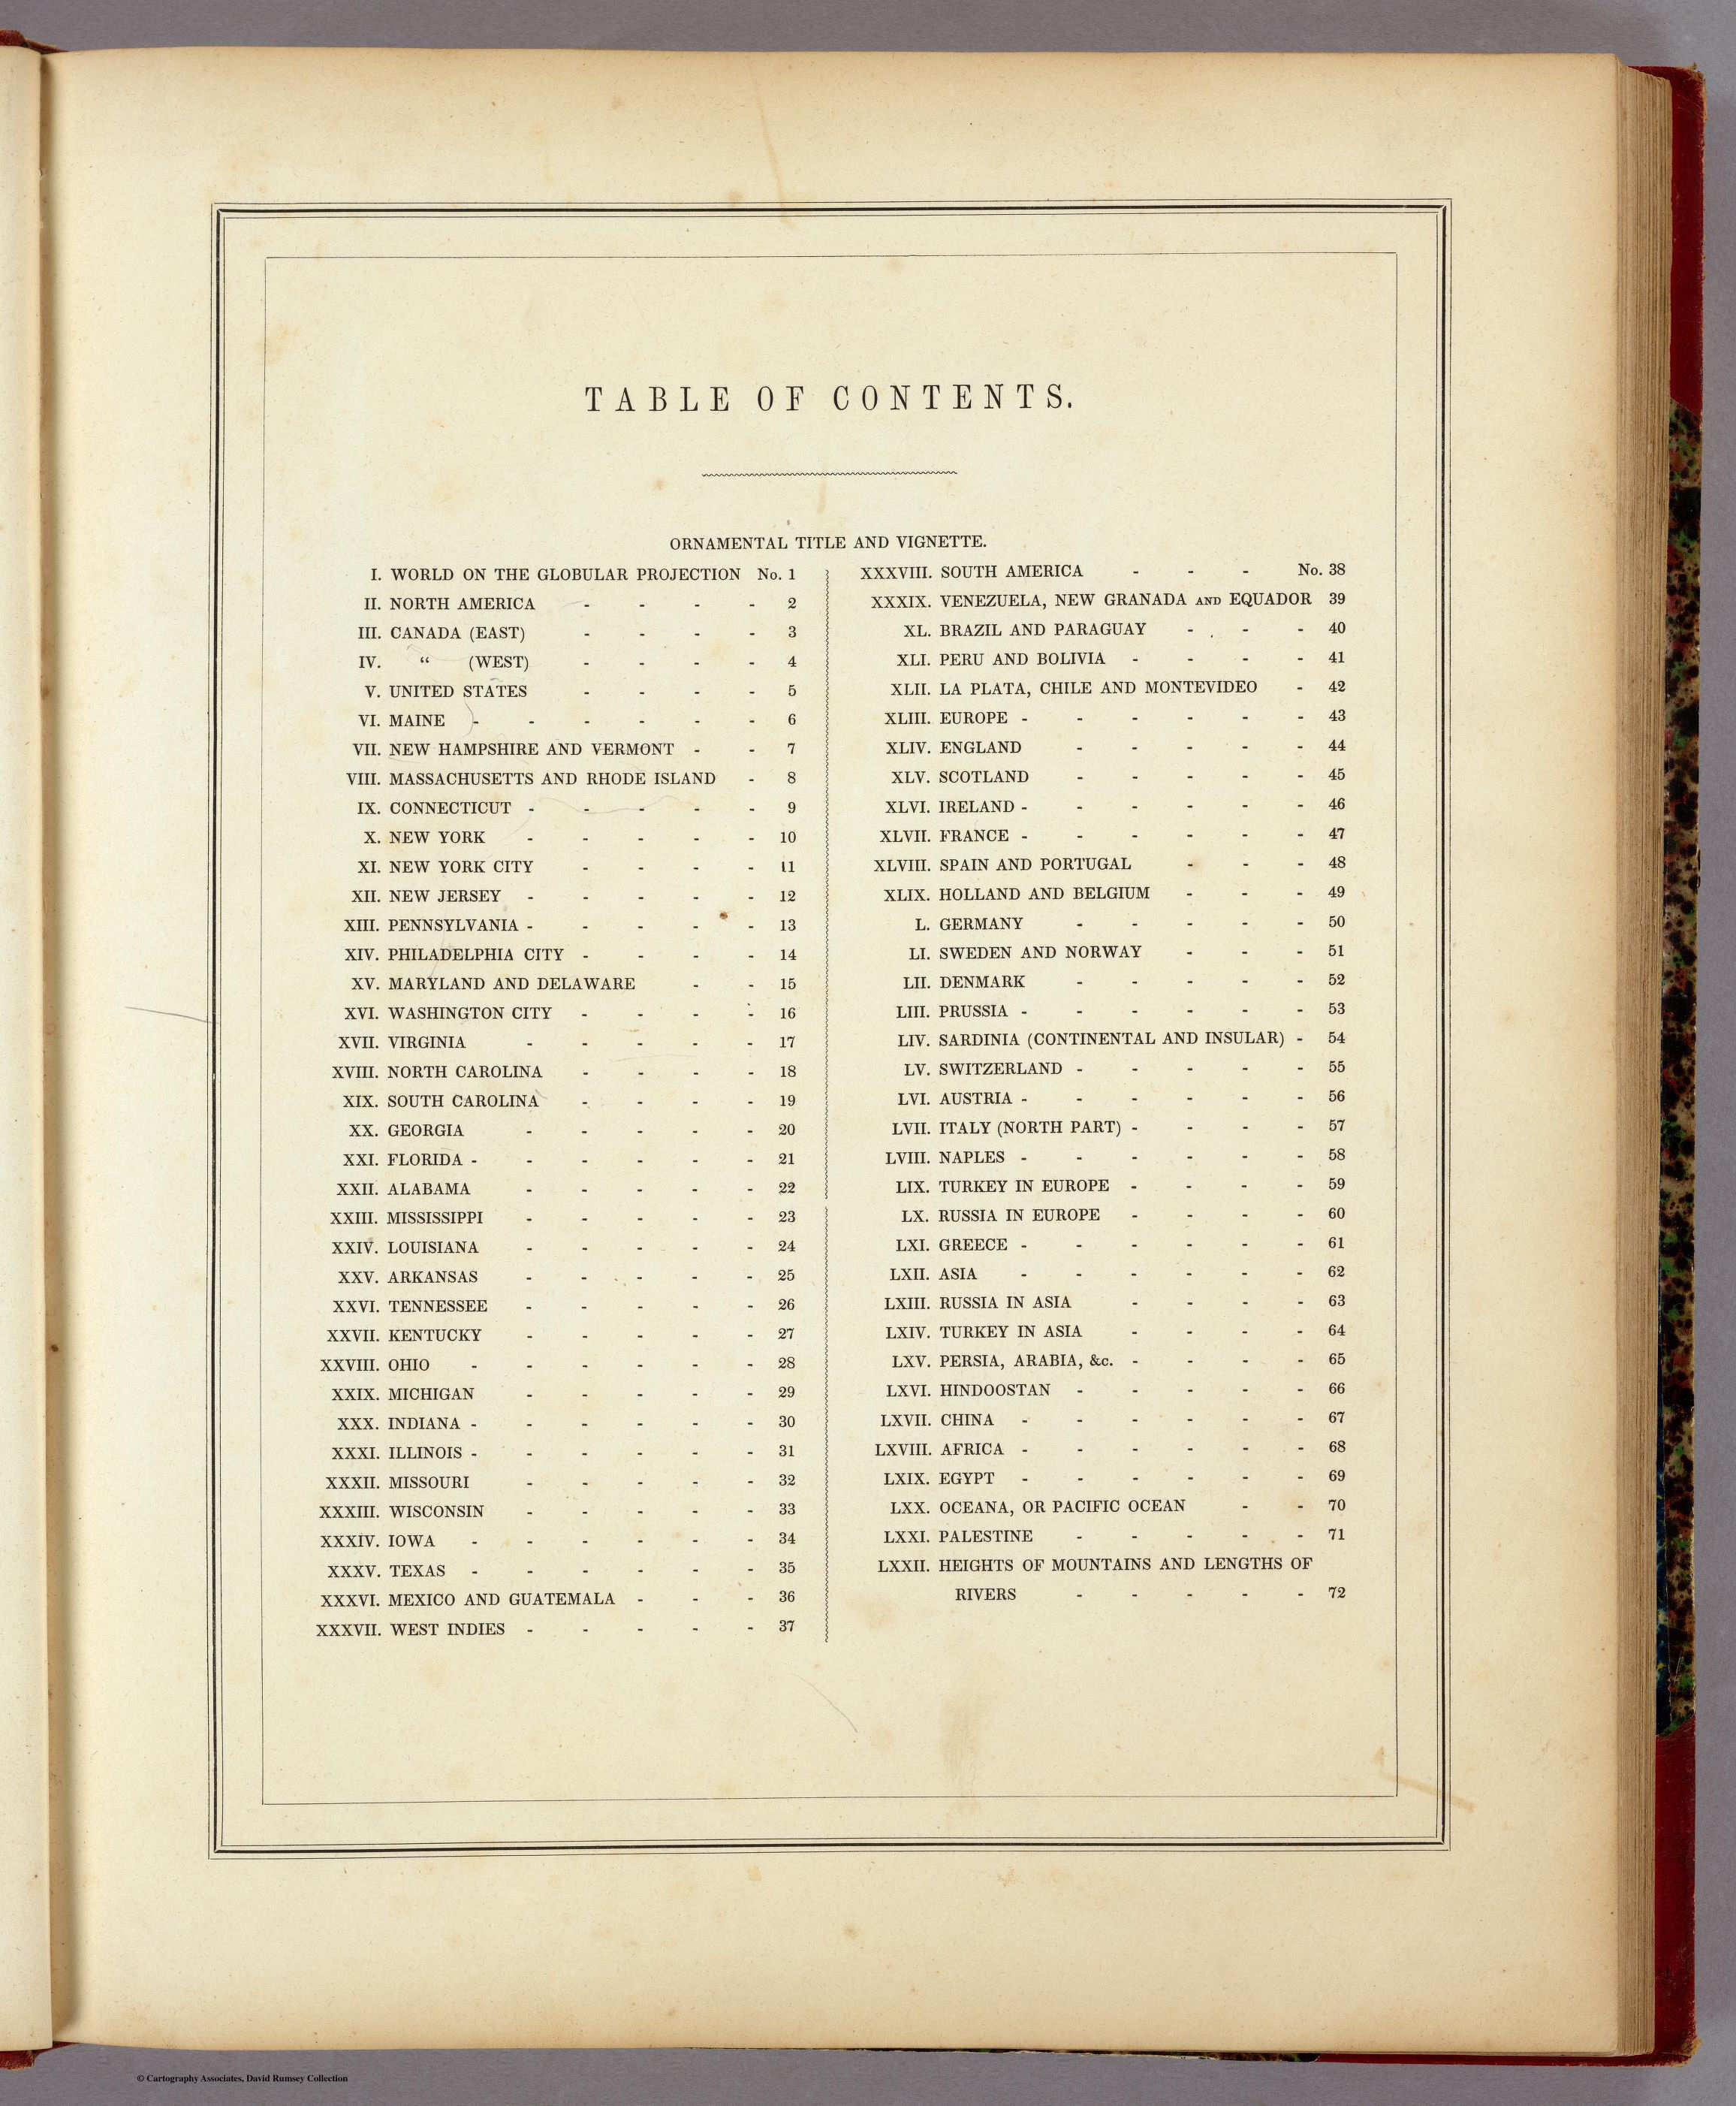 TABLE OF CONTENTS.
ORNAMENTAL TITLE AND VIGNETTE.
I. WORLD ON THE GLOBULAR PROJECTION No. 1
II. NORTH AMERICA - - - - 2
III. CANADA (EAST) - - - - 3
IV. “ (WEST) - - - - 4
V. UNITED STATES - - - - 5
VI. MAINE - - - - - - 6
VII. NEW HAMPSHIRE AND VERMONT - - 7
VIII. MASSACHUSETTS AND RHODE ISLAND - 8
IX. CONNECTICUT - - - - - 9
X. NEW YORK - - - - - 10
XI. NEW YORK CITY - - - - 11
XII. NEW JERSEY - - - - - 12
XIII. PENNSYLVANIA - - - - - 13
XIV. PHILADELPHIA CITY - - - - 14
XV. MARYLAND AND DELAWARE - - 15
XVI. WASHINGTON CITY - - - - 16
XVII. VIRGINIA - - - - - 17
XVIII. NORTH CAROLINA - - - - 18
XIX. SOUTH CAROLINA - - - - 19
XX. GEORGIA - - - - - 20
XXI. FLORIDA - - - - - - 21
XXII. ALABAMA - - - - - 22
XXIII. MISSISSIPPI - - - - - 23
XXIV. LOUISIANA - - - - - 24
XXV. ARKANSAS - - - - - 25
XXVI. TENNESSEE - - - - - 26
XXVII. KENTUCKY - - - - - 27
XXVIII. OHIO - - - - - - 28
XXIX. MICHIGAN - - - - - 29
XXX. INDIANA - - - - - - 30
XXXI. ILLINOIS - - - - - - 31
XXXII. MISSOURI - - - - - 32
XXXIII. WISCONSIN - - - - - 33
XXXIV. IOWA - - - - - - 34
XXXV. TEXAS - - - - - - 35
XXXVI. MEXICO AND GUATEMALA - - - 36
XXXVII. WEST INDIES - - - - - 37
XXXVIII. SOUTH AMERICA - - - No. 38
XXXIX. VENEZUELA, NEW GRANADA AND EQUADOR 39
XL. BRAZIL AND PARAGUAY - - - 40
XLI. PERU AND BOLIVIA - - - - 41
XLII. LA PLATA, CHILE AND MONTEVIDEO - 42
XLIII. EUROPE - - - - - - 43
XLIV. ENGLAND - - - - - 44
XLV. SCOTLAND - - - - - 45
XLVI. IRELAND - - - - - - 46
XLVII. FRANCE - - - - - - 47
XLVIII. SPAIN AND PORTUGAL - - - 48
XLIX. HOLLAND AND BELGIUM - - - 49
L. GERMANY - - - - - 50
LI. SWEDEN AND NORWAY - - - 51
LII. DENMARK - - - - - 52
LIII. PRUSSIA - - - - - - 53
LIV. SARDINIA (CONTINENTAL AND INSULAR) - 54
LV. SWITZERLAND - - - - - 55
LVI. AUSTRIA - - - - - - 56
LVII. ITALY (NORTH PART) - - - - 57
LVIII. NAPLES - - - - - - 58
LIX. TURKEY IN EUROPE - - - - 59
LX. RUSSIA IN EUROPE - - - - 60
LXI. GREECE - - - - - - 61
LXII. ASIA - - - - - - 62
LXIII. RUSSIA IN ASIA - - - - 63
LXIV. TURKEY IN ASIA - - - - 64
LXV. PERSIA, ARABIA, &c. - - - - 65
LXVI. HINDOOSTAN - - - - - 66
LXVII. CHINA - - - - - - 67
LXVIII. AFRICA - - - - - - 68
LXIX. EGYPT - - - - - - 69
LXX. OCEANA, OR PACIFIC OCEAN - - 70
LXXI. PALESTINE - - - - - 71
LXXII. HEIGHTS OF MOUNTAINS AND LENGTHS OF
RIVERS - - - - - 72
© Cartography Associates, David Rumsey Collection